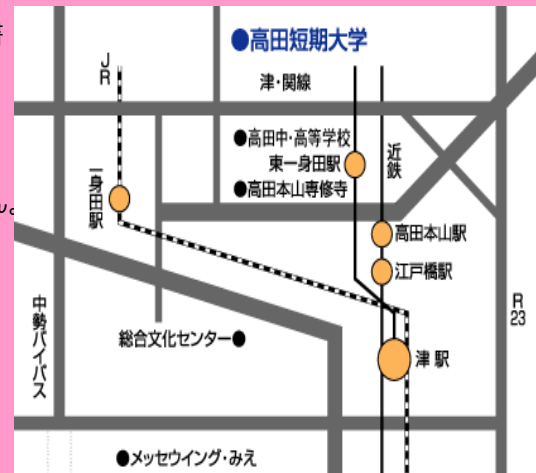 ●高田短期大学
JR
津・関線
●高田中・高等学校
東一身田駅
●高田本山専修寺
近鉄
一身田駅
高田本山駅
江戸橋駅
R23
中勢バイパス
総合文化センター●
津駅
●メッセウイング・みえ